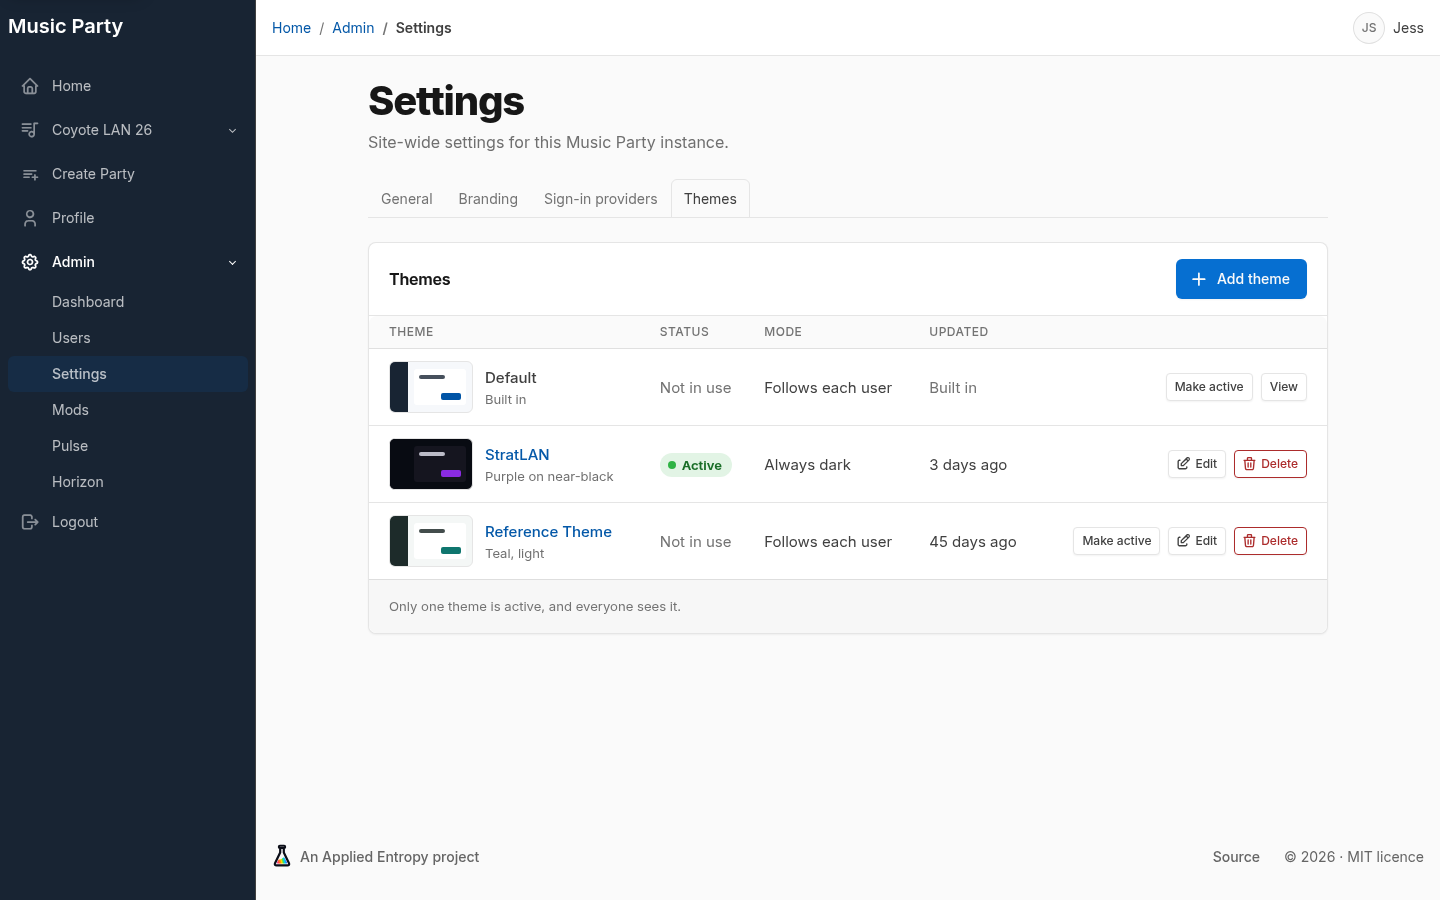 Music Party
Home
Coyote LAN 26
Create Party
Profile
Admin
Dashboard
Users
Settings
Mods
Pulse
Horizon
Logout
Home / Admin / Settings
JS Jess
Settings
Site-wide settings for this Music Party instance.
General Branding Sign-in providers Themes
Themes
Add theme
THEME STATUS MODE UPDATED
Default
Built in
Not in use Follows each user Built in Make active View
StratLAN
Purple on near-black
Active Always dark 3 days ago Edit Delete
Reference Theme
Teal, light
Not in use Follows each user 45 days ago Make active Edit Delete
Only one theme is active, and everyone sees it.
An Applied Entropy project
Source © 2026 · MIT licence